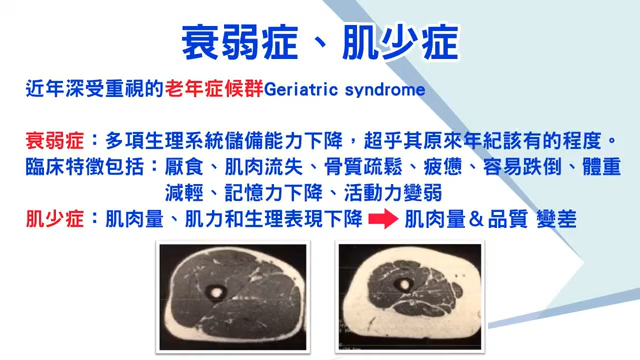 衰弱症、肌少症
近年深受重視的老年症候群Geriatric syndrome
衰弱症：多項生理系統儲備能力下降，超乎其原來年紀該有的程度。
臨床特徵包括：厭食、肌肉流失、骨質疏鬆、疲憊、容易跌倒、體重
減輕、記憶力下降、活動力變弱
肌少症：肌肉量、肌力和生理表現下降➡肌肉量＆品質 變差